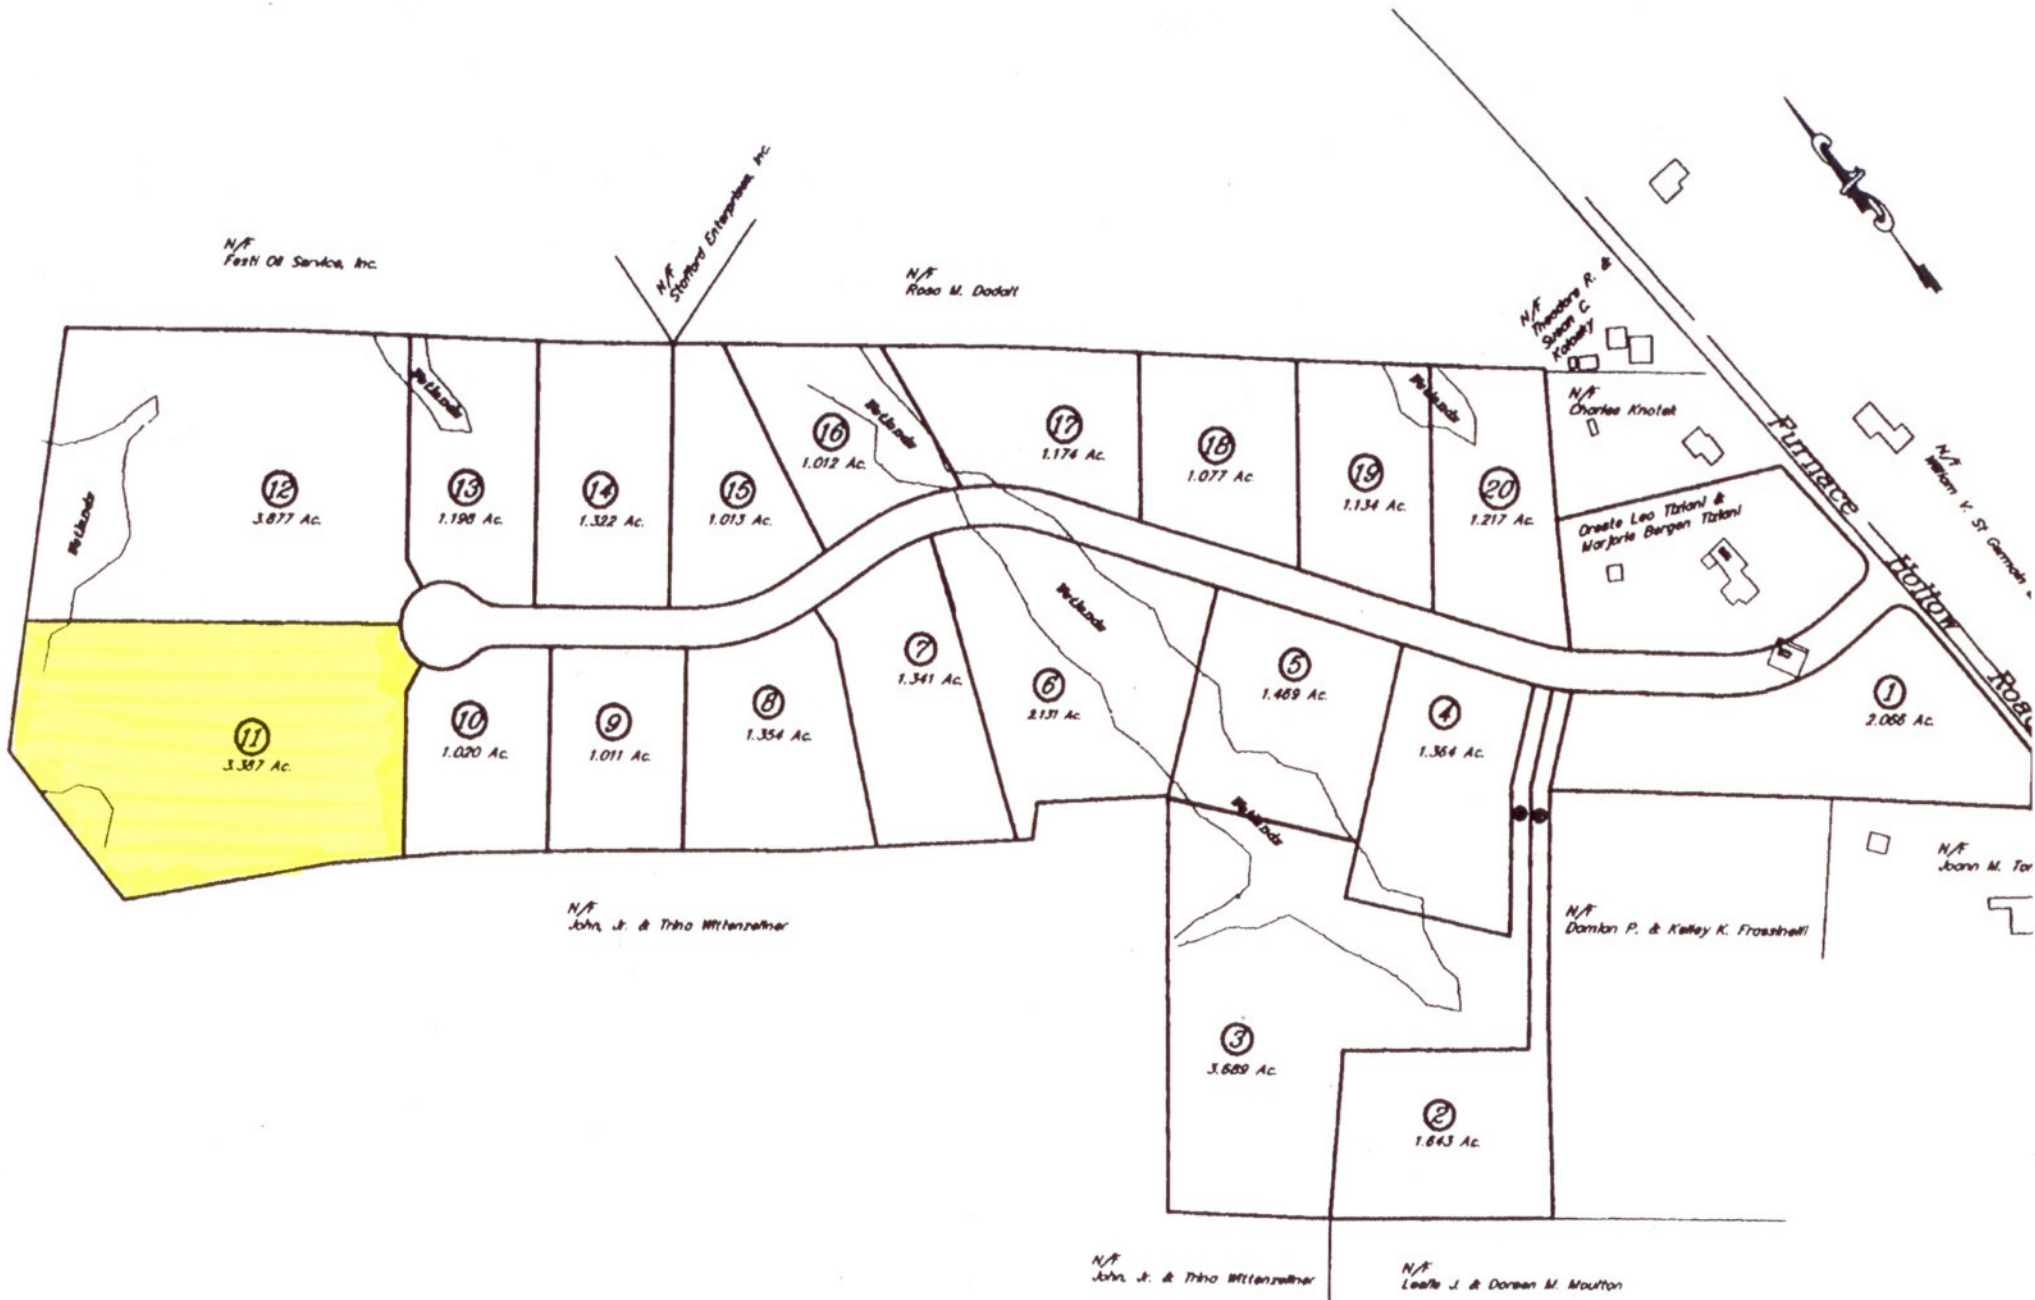 N/F
Festi Oil Service, Inc.
N/F
Stafford Enterprises, Inc.
N/F
Rosa M. Dadalt
N/F
Theodore R. &
Susan C.
N/F
Charles Knotek
Oreste Leo Tiziani &
Marjorie Bergen Tiziani
N/F
William V. St Germain
Furnace Hollow Road
Wetlands
12
3.877 Ac.
Wetlands
13
1.198 Ac.
14
1.322 Ac.
15
1.013 Ac.
16
1.012 Ac.
Wetlands
17
1.174 Ac.
18
1.077 Ac.
19
1.134 Ac.
Wetlands
20
1.217 Ac.
11
3.387 Ac.
10
1.020 Ac.
9
1.011 Ac.
8
1.354 Ac.
7
1.341 Ac.
6
2.131 Ac.
Wetlands
5
1.469 Ac.
4
1.364 Ac.
1
2.066 Ac.
Wetlands
N/F
Joann M.
N/F
John, Jr. & Trina Wittenzellner
N/F
Damian P. & Kelley K. Frassinelli
3
3.689 Ac.
2
1.643 Ac.
N/F
John, Jr. & Trina Wittenzellner
N/F
Leslie J. & Doreen M. Moulton